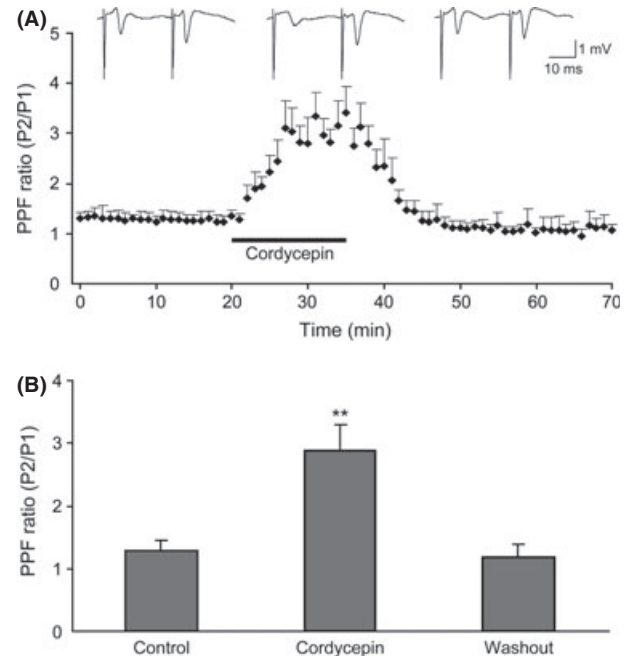 (A)
5
4
3
2
1
0
PPF ratio (P2/P1)
1 mV
10 ms
Cordycepin
0 10 20 30 40 50 60 70
Time (min)
(B)
4
3
2
1
0
PPF ratio (P2/P1)
**
Control Cordycepin Washout